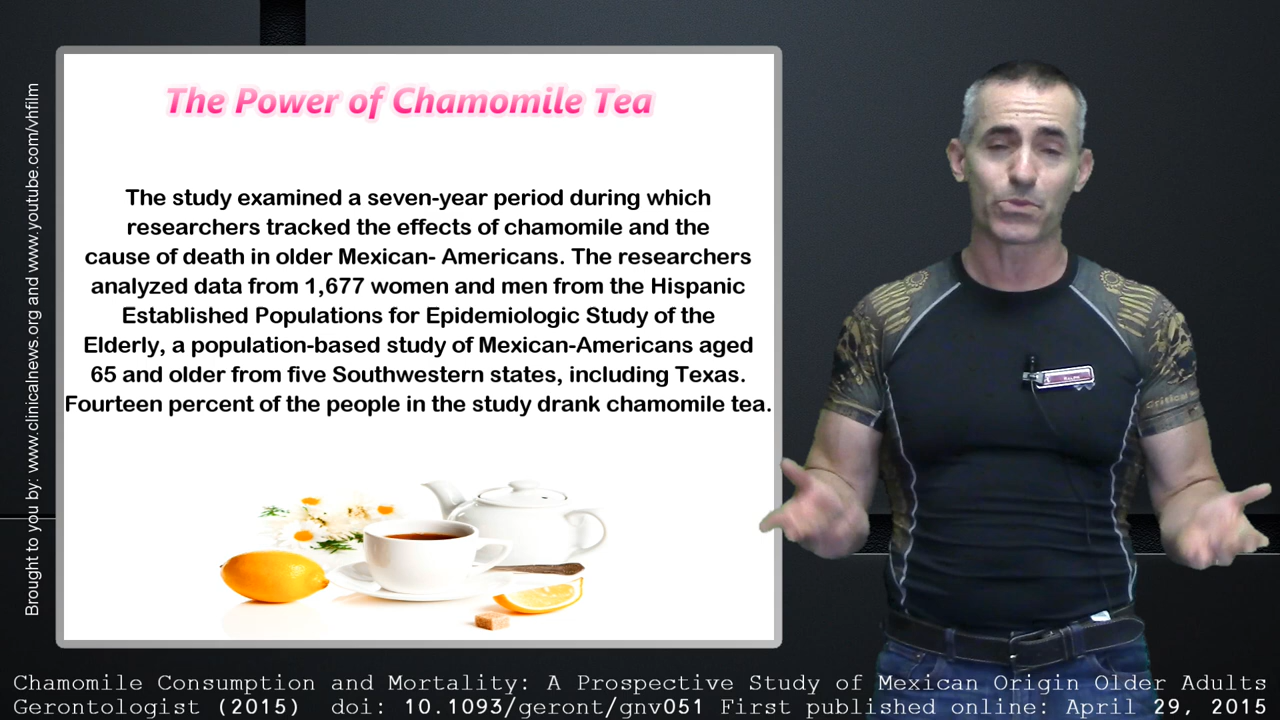 The Power of Chamomile Tea
The study examined a seven-year period during which
researchers tracked the effects of chamomile and the
cause of death in older Mexican- Americans. The researchers
analyzed data from 1,677 women and men from the Hispanic
Established Populations for Epidemiologic Study of the
Elderly, a population-based study of Mexican-Americans aged
65 and older from five Southwestern states, including Texas.
Fourteen percent of the people in the study drank chamomile tea.
Brought to you by: www.clinicalnews.org and www.youtube.com/vhfilm
Critical
Chamomile Consumption and Mortality: A Prospective Study of Mexican Origin Older Adults
Gerontologist (2015) doi: 10.1093/geront/gnv051 First published online: April 29, 2015